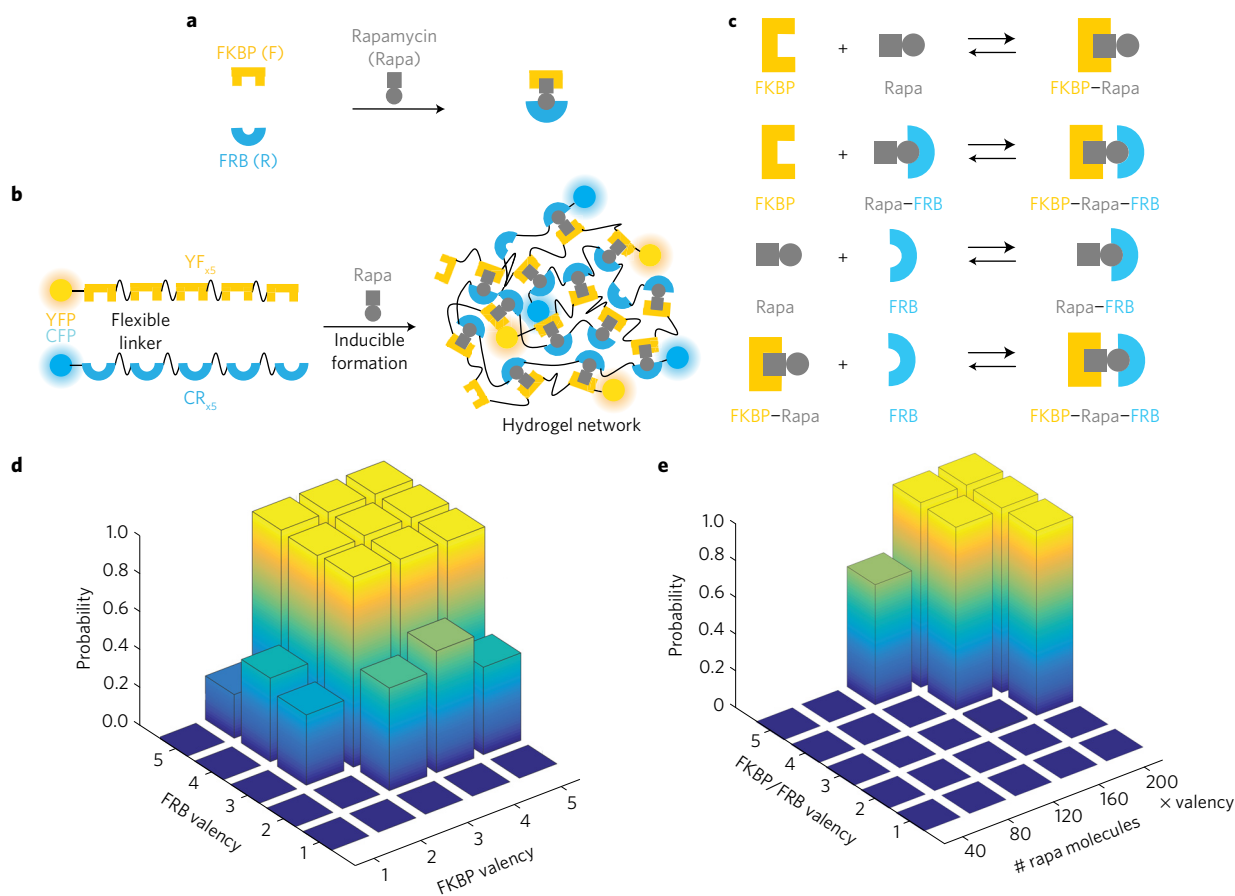 a
FKBP (F)
Rapamycin
(Rapa)
FRB (R)
b
YFx5
YFP
CFP
Flexible
linker
CRx5
Rapa
Inducible
formation
Hydrogel network
c
FKBP + Rapa FKBP–Rapa
FKBP + Rapa–FRB FKBP–Rapa–FRB
Rapa + FRB Rapa–FRB
FKBP–Rapa + FRB FKBP–Rapa–FRB
d
Probability
1.0
0.8
0.6
0.4
0.2
0.0
5
4
3
2
1
FRB valency
1
2
3
4
5
FKBP valency
e
Probability
1.0
0.8
0.6
0.4
0.2
0
5
4
3
2
1
FKBP/FRB valency
40
80
120
160
200
× valency
# rapa molecules